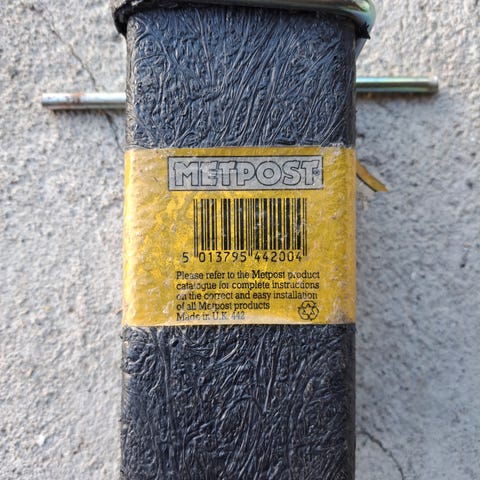 METPOST
5 013795 442004
Please refer to the Metpost product
catalogue for complete instructions
on the correct and easy installation
of all Metpost products
Made in U.K. 442